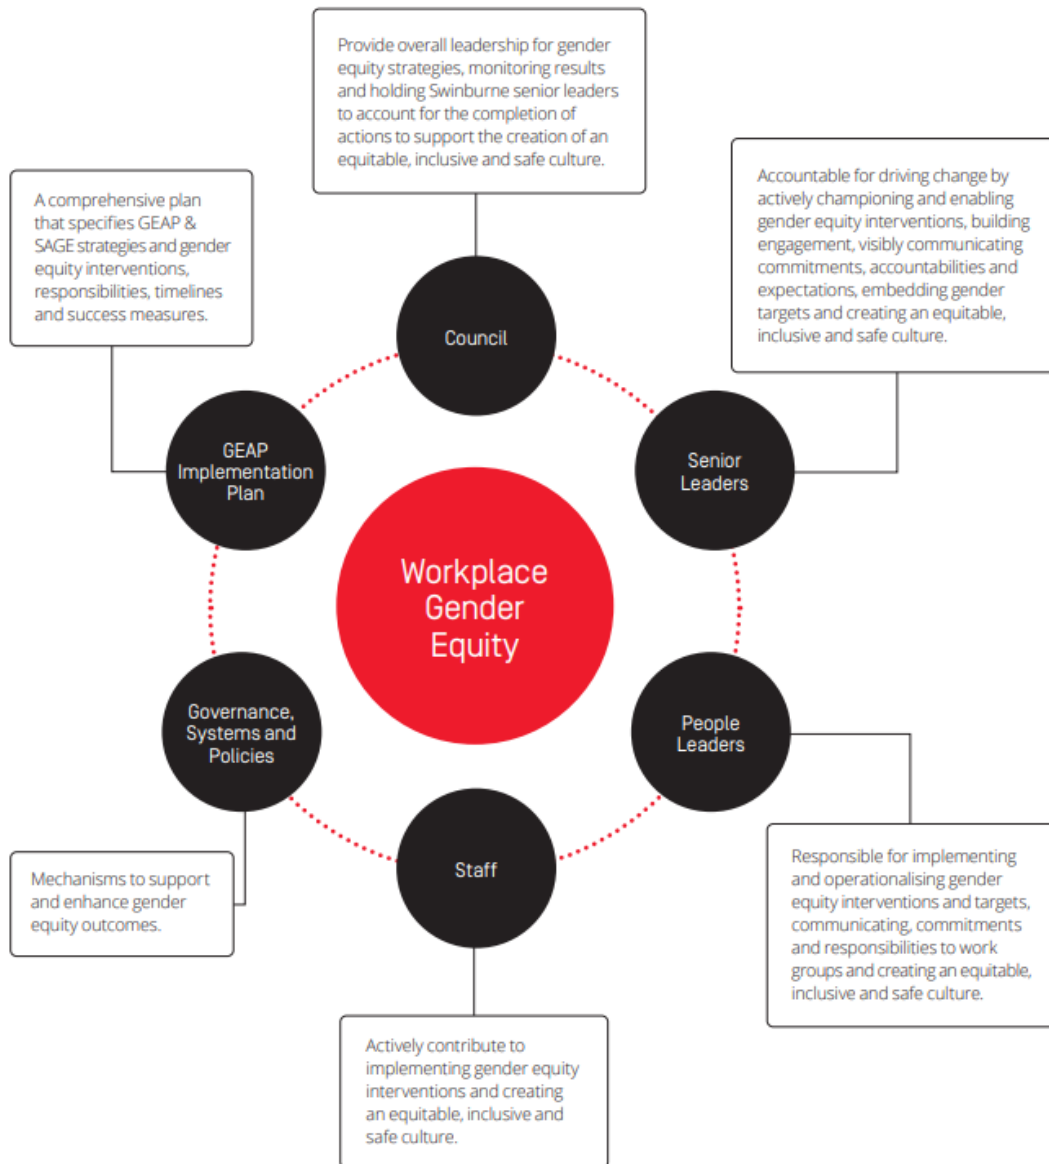 Provide overall leadership for gender
equity strategies, monitoring results
and holding Swinburne senior leaders
to account for the completion of
actions to support the creation of an
equitable, inclusive and safe culture.
Accountable for driving change by
actively championing and enabling
gender equity interventions, building
engagement, visibly communicating
commitments, accountabilities and
expectations, embedding gender
targets and creating an equitable,
inclusive and safe culture.
A comprehensive plan
that specifies GEAP &
SAGE strategies and gender
equity interventions,
responsibilities, timelines
and success measures.
Council
GEAP
Implementation
Plan
Senior
Leaders
Workplace
Gender
Equity
Governance,
Systems and
Policies
People
Leaders
Staff
Mechanisms to support
and enhance gender
equity outcomes.
Responsible for implementing
and operationalising gender
equity interventions and targets,
communicating, commitments
and responsibilities to work
groups and creating an equitable,
inclusive and safe culture.
Actively contribute to
implementing gender equity
interventions and creating
an equitable, inclusive and
safe culture.